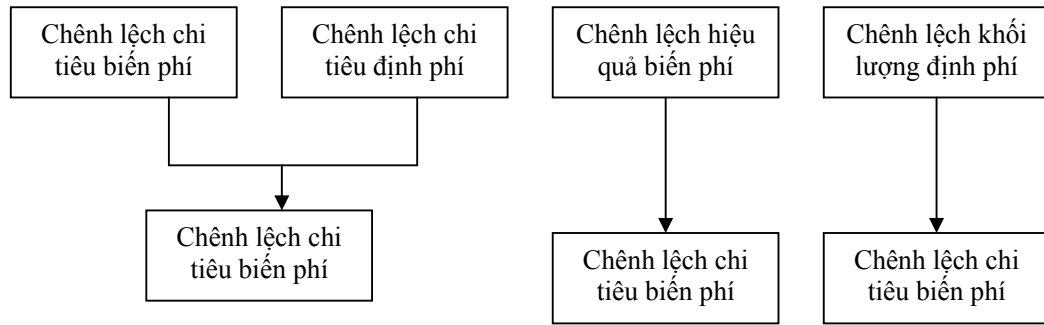 Chênh lệch chi
tiêu biến phí
Chênh lệch chi
tiêu định phí
Chênh lệch hiệu
quả biến phí
Chênh lệch khối
lượng định phí
Chênh lệch chi
tiêu biến phí
Chênh lệch chi
tiêu biến phí
Chênh lệch chi
tiêu biến phí